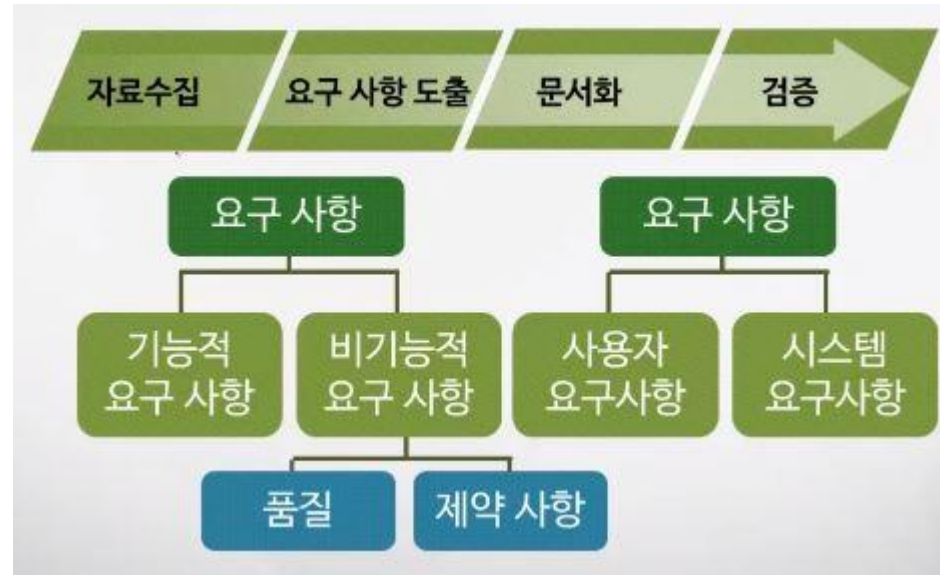 자료수집
요구 사항 도출
문서화
검증
요구 사항
요구 사항
기능적
요구 사항
비기능적
요구 사항
사용자
요구사항
시스템
요구사항
품질
제약 사항